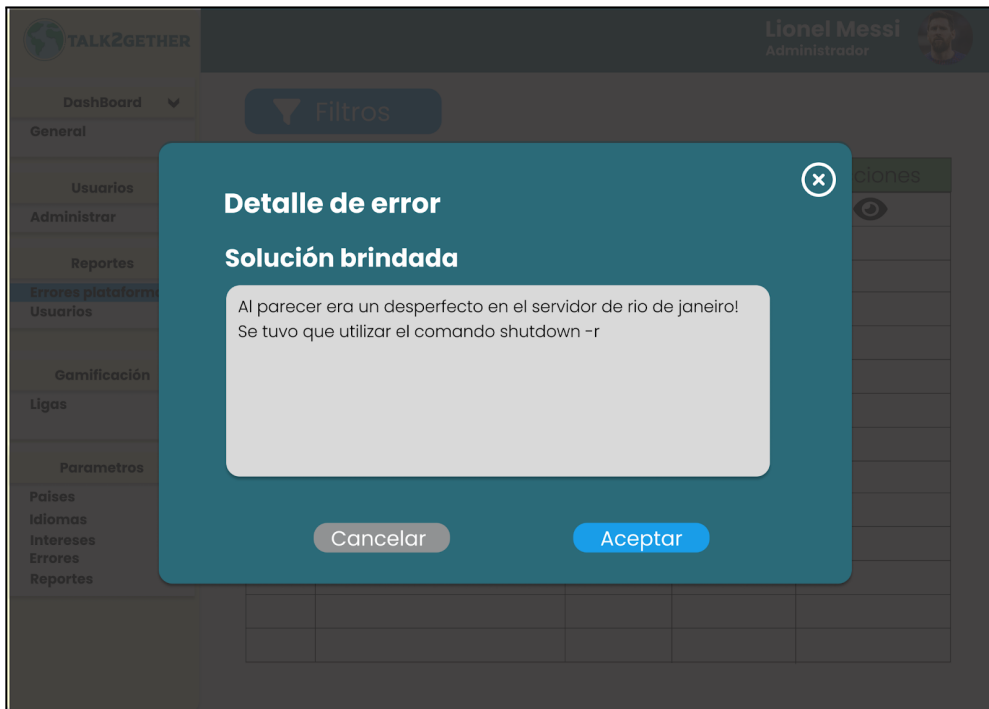 TALK2GETHER
Lionel Messi
Administrador
DashBoard
General
Usuarios
Administrar
Reportes
Errores plataforma
Usuarios
Gamificación
Ligas
Parametros
Paises
Idiomas
Intereses
Errores
Reportes
Filtros
ciones
Detalle de error
Solución brindada
Al parecer era un desperfecto en el servidor de rio de janeiro!
Se tuvo que utilizar el comando shutdown -r
Cancelar
Aceptar